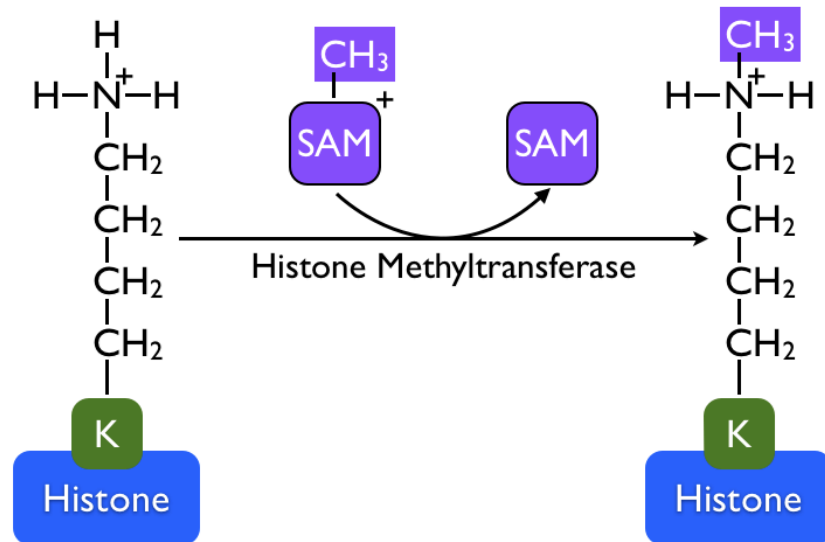 H
H–N⁺–H
CH₂
CH₂
CH₂
CH₂
K
Histone
CH₃
+
SAM
SAM
Histone Methyltransferase
CH₃
H–N⁺–H
CH₂
CH₂
CH₂
CH₂
K
Histone